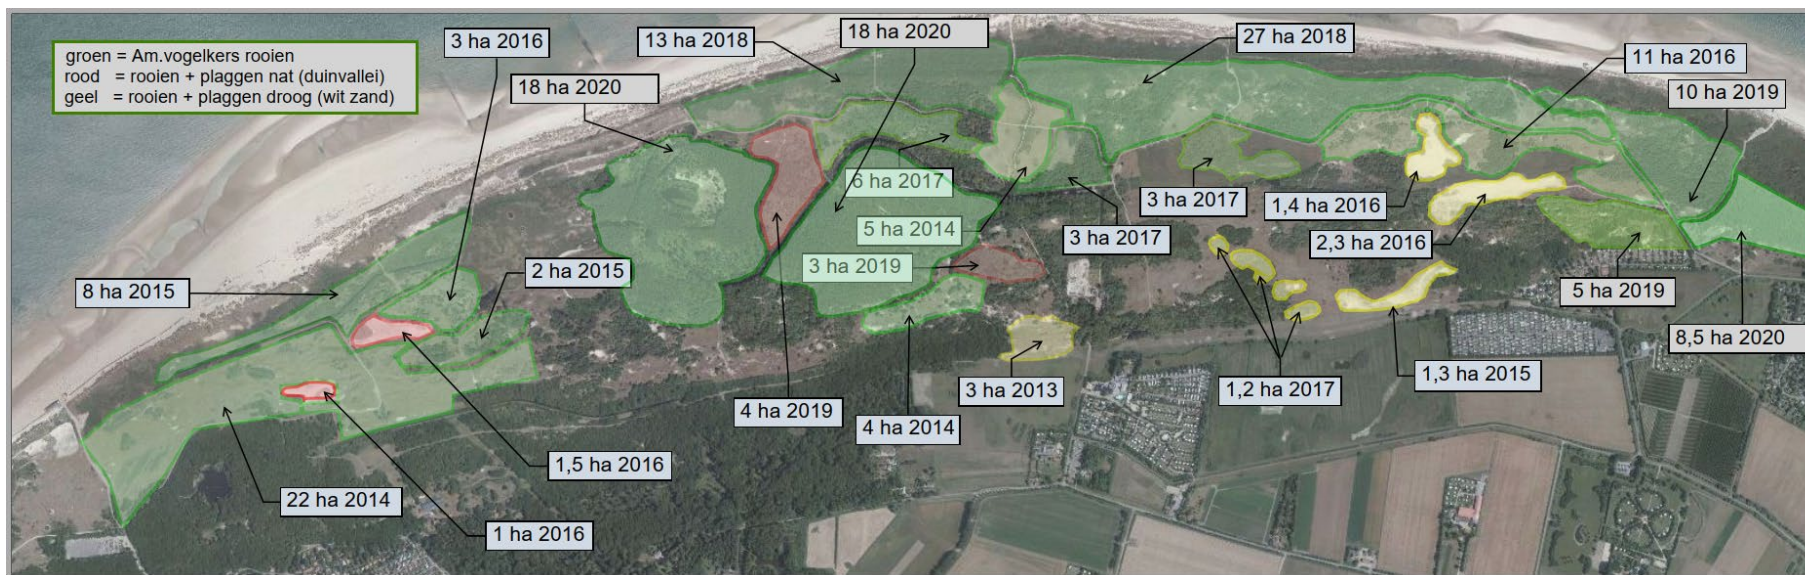 groen = Am.vogelkers rooien
rood = rooien + plaggen nat (duinvallei)
geel = rooien + plaggen droog (wit zand)
3 ha 2016
13 ha 2018
18 ha 2020
27 ha 2018
11 ha 2016
18 ha 2020
10 ha 2019
6 ha 2017
3 ha 2017
1,4 ha 2016
5 ha 2014
3 ha 2017
2,3 ha 2016
2 ha 2015
3 ha 2019
8 ha 2015
5 ha 2019
8,5 ha 2020
1,3 ha 2015
3 ha 2013
1,2 ha 2017
4 ha 2019
4 ha 2014
1,5 ha 2016
22 ha 2014
1 ha 2016